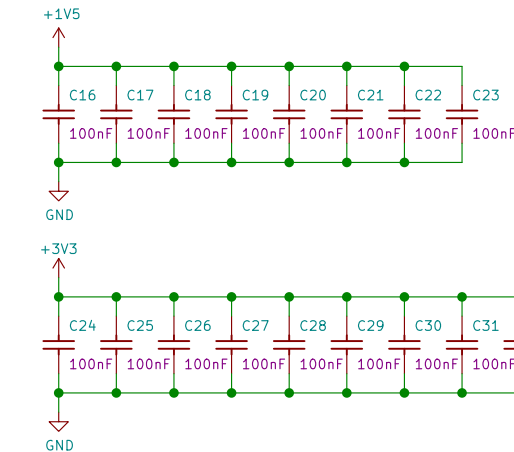 +1V5
C16 C17 C18 C19 C20 C21 C22 C23
100nF 100nF 100nF 100nF 100nF 100nF 100nF 100nF
GND
+3V3
C24 C25 C26 C27 C28 C29 C30 C31
100nF 100nF 100nF 100nF 100nF 100nF 100nF 100nF
GND